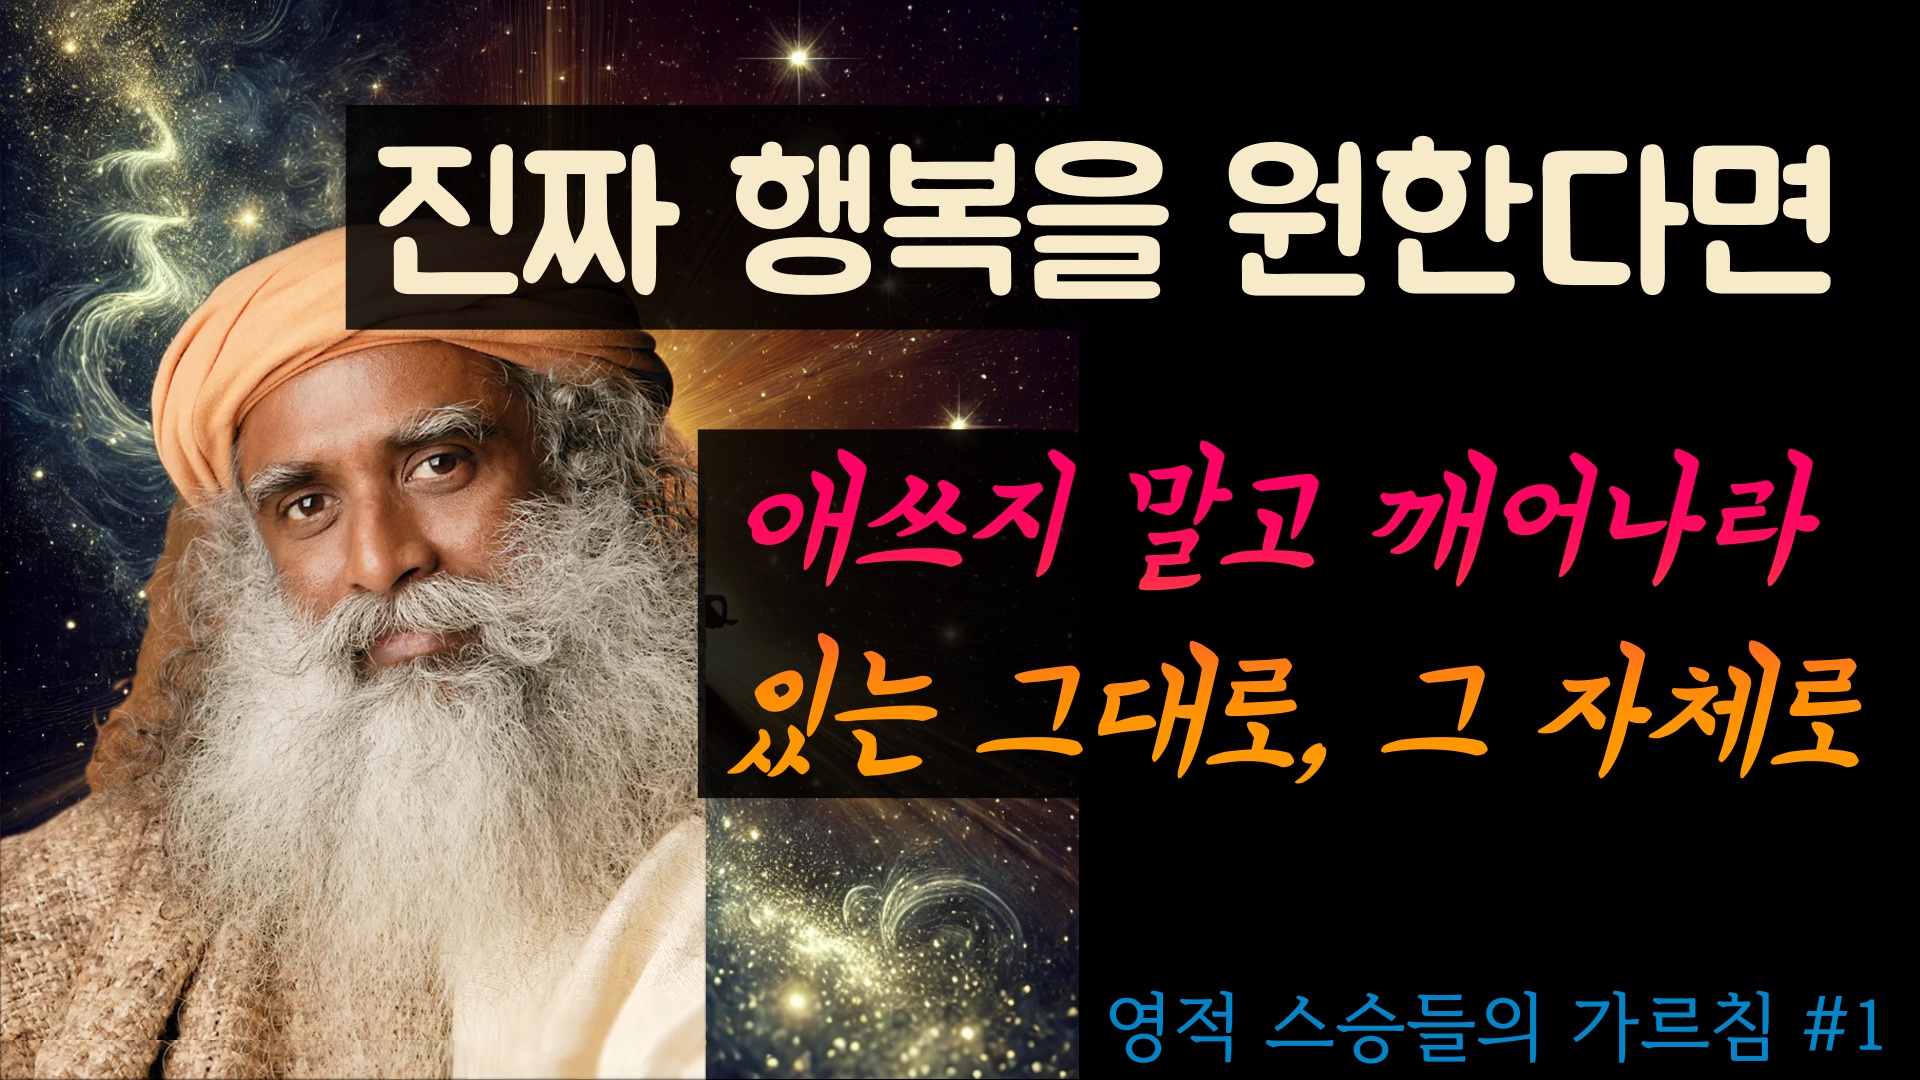 진짜 행복을 원한다면
애쓰지 말고 깨어나라
있는 그대로, 그 자체로
영적 스승들의 가르침 #1